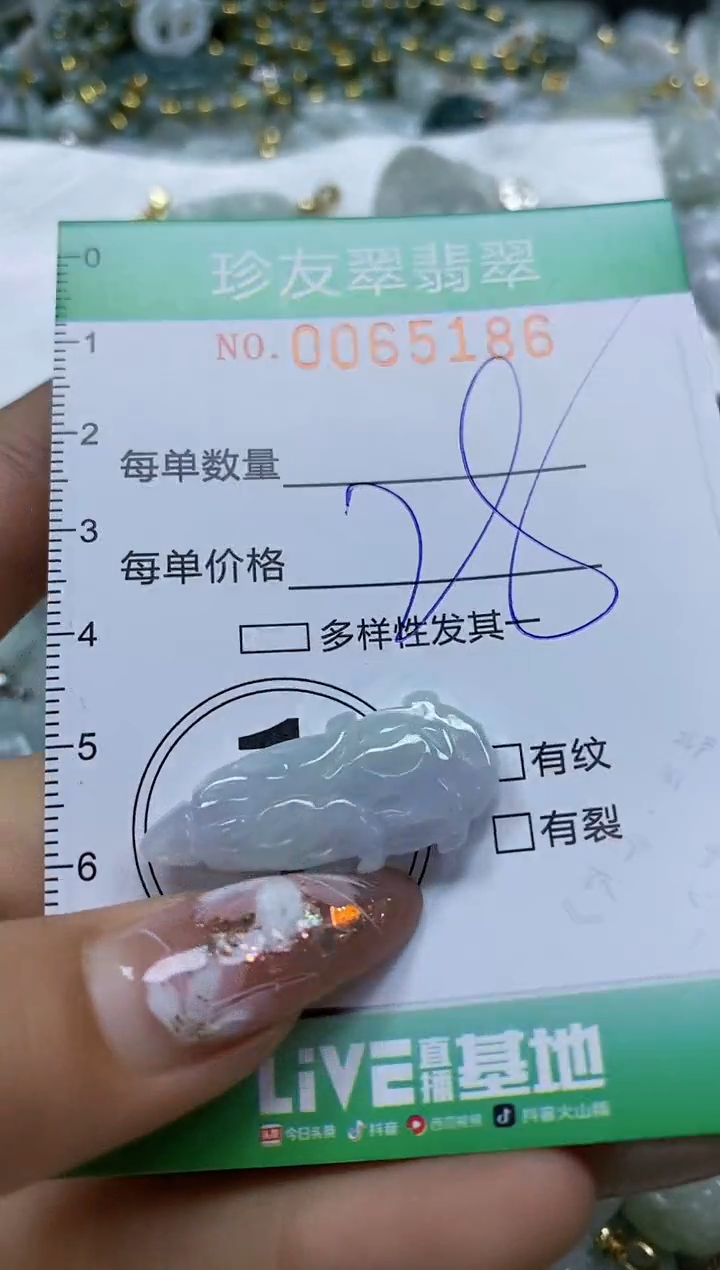 0
珍友翠翡翠
NO.0065186
1
2
每单数量
3
每单价格
28
4
多样性发其一
1
5
有纹
有裂
6
LiVE直播基地
今日头条 抖音 西瓜视频 抖音火山版